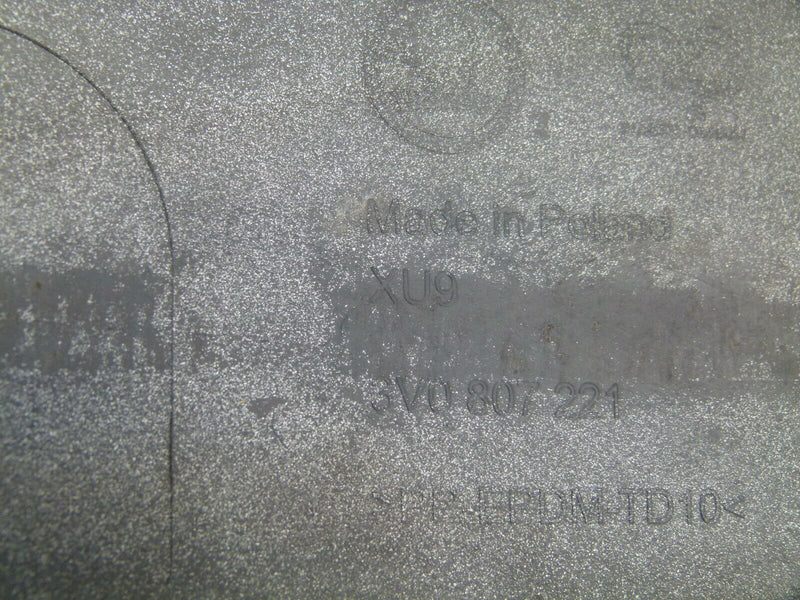 Made in Poland
XU9
3V0 807 221
>PP-EPDM-TD10<